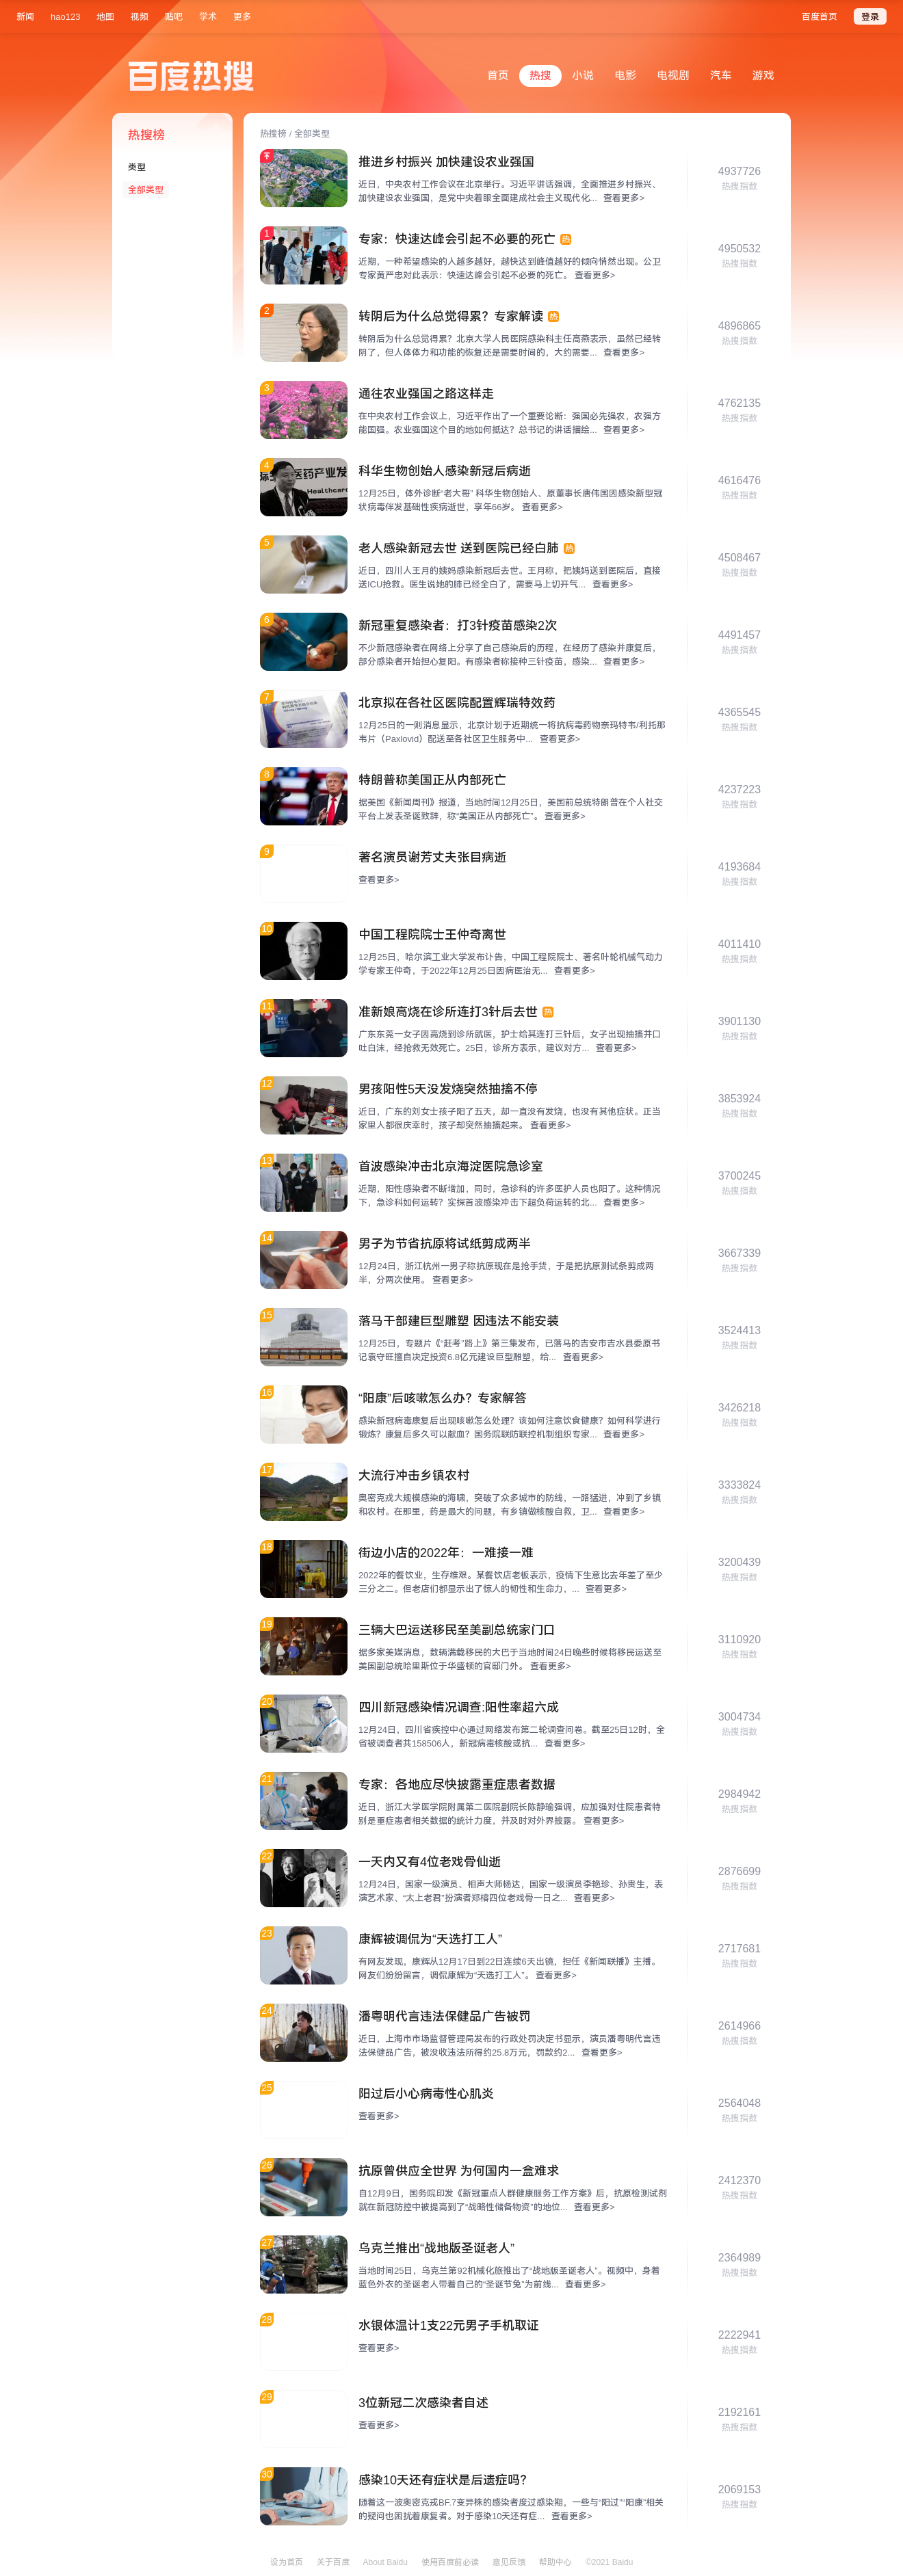 新闻 hao123 地图 视频 贴吧 学术 更多 百度首页 登录
百度热搜
首页 热搜 小说 电影 电视剧 汽车 游戏
热搜榜
类型
全部类型
热搜榜 / 全部类型
推进乡村振兴 加快建设农业强国
近日，中央农村工作会议在北京举行。习近平讲话强调，全面推进乡村振兴、
加快建设农业强国，是党中央着眼全面建成社会主义现代化... 查看更多>
4937726
热搜指数
1
专家：快速达峰会引起不必要的死亡 热
近期，一种希望感染的人越多越好，越快达到峰值越好的倾向悄然出现。公卫
专家黄严忠对此表示：快速达峰会引起不必要的死亡。 查看更多>
4950532
热搜指数
2
转阴后为什么总觉得累？专家解读 热
转阴后为什么总觉得累？北京大学人民医院感染科主任高燕表示，虽然已经转
阴了，但人体体力和功能的恢复还是需要时间的，大约需要... 查看更多>
4896865
热搜指数
3
通往农业强国之路这样走
在中央农村工作会议上，习近平作出了一个重要论断：强国必先强农，农强方
能国强。农业强国这个目的地如何抵达？总书记的讲话描绘... 查看更多>
4762135
热搜指数
4
科华生物创始人感染新冠后病逝
12月25日，体外诊断“老大哥” 科华生物创始人、原董事长唐伟国因感染新型冠
状病毒伴发基础性疾病逝世，享年66岁。 查看更多>
4616476
热搜指数
5
老人感染新冠去世 送到医院已经白肺 热
近日，四川人王月的姨妈感染新冠后去世。王月称，把姨妈送到医院后，直接
送ICU抢救。医生说她的肺已经全白了，需要马上切开气... 查看更多>
4508467
热搜指数
6
新冠重复感染者：打3针疫苗感染2次
不少新冠感染者在网络上分享了自己感染后的历程，在经历了感染并康复后，
部分感染者开始担心复阳。有感染者称接种三针疫苗，感染... 查看更多>
4491457
热搜指数
7
北京拟在各社区医院配置辉瑞特效药
12月25日的一则消息显示，北京计划于近期统一将抗病毒药物奈玛特韦/利托那
韦片（Paxlovid）配送至各社区卫生服务中... 查看更多>
4365545
热搜指数
8
特朗普称美国正从内部死亡
据美国《新闻周刊》报道，当地时间12月25日，美国前总统特朗普在个人社交
平台上发表圣诞致辞，称“美国正从内部死亡”。 查看更多>
4237223
热搜指数
9
著名演员谢芳丈夫张目病逝
查看更多>
4193684
热搜指数
10
中国工程院院士王仲奇离世
12月25日，哈尔滨工业大学发布讣告，中国工程院院士、著名叶轮机械气动力
学专家王仲奇，于2022年12月25日因病医治无... 查看更多>
4011410
热搜指数
11
准新娘高烧在诊所连打3针后去世 热
广东东莞一女子因高烧到诊所就医，护士给其连打三针后，女子出现抽搐并口
吐白沫，经抢救无效死亡。25日，诊所方表示，建议对方... 查看更多>
3901130
热搜指数
12
男孩阳性5天没发烧突然抽搐不停
近日，广东的刘女士孩子阳了五天，却一直没有发烧，也没有其他症状。正当
家里人都很庆幸时，孩子却突然抽搐起来。 查看更多>
3853924
热搜指数
13
首波感染冲击北京海淀医院急诊室
近期，阳性感染者不断增加，同时，急诊科的许多医护人员也阳了。这种情况
下，急诊科如何运转？实探首波感染冲击下超负荷运转的北... 查看更多>
3700245
热搜指数
14
男子为节省抗原将试纸剪成两半
12月24日，浙江杭州一男子称抗原现在是抢手货，于是把抗原测试条剪成两
半，分两次使用。 查看更多>
3667339
热搜指数
15
落马干部建巨型雕塑 因违法不能安装
12月25日，专题片《“赶考”路上》第三集发布，已落马的吉安市吉水县委原书
记袁守旺擅自决定投资6.8亿元建设巨型雕塑，给... 查看更多>
3524413
热搜指数
16
“阳康”后咳嗽怎么办？专家解答
感染新冠病毒康复后出现咳嗽怎么处理？该如何注意饮食健康？如何科学进行
锻炼？康复后多久可以献血？国务院联防联控机制组织专家... 查看更多>
3426218
热搜指数
17
大流行冲击乡镇农村
奥密克戎大规模感染的海啸，突破了众多城市的防线，一路猛进，冲到了乡镇
和农村。在那里，药是最大的问题，有乡镇做核酸自救，卫... 查看更多>
3333824
热搜指数
18
街边小店的2022年：一难接一难
2022年的餐饮业，生存维艰。某餐饮店老板表示，疫情下生意比去年差了至少
三分之二。但老店们都显示出了惊人的韧性和生命力，... 查看更多>
3200439
热搜指数
19
三辆大巴运送移民至美副总统家门口
据多家美媒消息，数辆满载移民的大巴于当地时间24日晚些时候将移民运送至
美国副总统哈里斯位于华盛顿的官邸门外。 查看更多>
3110920
热搜指数
20
四川新冠感染情况调查:阳性率超六成
12月24日，四川省疾控中心通过网络发布第二轮调查问卷。截至25日12时，全
省被调查者共158506人，新冠病毒核酸或抗... 查看更多>
3004734
热搜指数
21
专家：各地应尽快披露重症患者数据
近日，浙江大学医学院附属第二医院副院长陈静瑜强调，应加强对住院患者特
别是重症患者相关数据的统计力度，并及时对外界披露。 查看更多>
2984942
热搜指数
22
一天内又有4位老戏骨仙逝
12月24日，国家一级演员、相声大师杨达，国家一级演员李艳珍、孙贵生，表
演艺术家、“太上老君”扮演者郑榕四位老戏骨一日之... 查看更多>
2876699
热搜指数
23
康辉被调侃为“天选打工人”
有网友发现，康辉从12月17日到22日连续6天出镜，担任《新闻联播》主播。
网友们纷纷留言，调侃康辉为“天选打工人”。 查看更多>
2717681
热搜指数
24
潘粤明代言违法保健品广告被罚
近日，上海市市场监督管理局发布的行政处罚决定书显示，演员潘粤明代言违
法保健品广告，被没收违法所得约25.8万元，罚款约2... 查看更多>
2614966
热搜指数
25
阳过后小心病毒性心肌炎
查看更多>
2564048
热搜指数
26
抗原曾供应全世界 为何国内一盒难求
自12月9日，国务院印发《新冠重点人群健康服务工作方案》后，抗原检测试剂
就在新冠防控中被提高到了“战略性储备物资”的地位... 查看更多>
2412370
热搜指数
27
乌克兰推出“战地版圣诞老人”
当地时间25日，乌克兰第92机械化旅推出了“战地版圣诞老人”。视频中，身着
蓝色外衣的圣诞老人带着自己的“圣诞节兔”为前线... 查看更多>
2364989
热搜指数
28
水银体温计1支22元男子手机取证
查看更多>
2222941
热搜指数
29
3位新冠二次感染者自述
查看更多>
2192161
热搜指数
30
感染10天还有症状是后遗症吗？
随着这一波奥密克戎BF.7变异株的感染者度过感染期，一些与“阳过”“阳康”相关
的疑问也困扰着康复者。对于感染10天还有症... 查看更多>
2069153
热搜指数
设为首页 关于百度 About Baidu 使用百度前必读 意见反馈 帮助中心 ©2021 Baidu